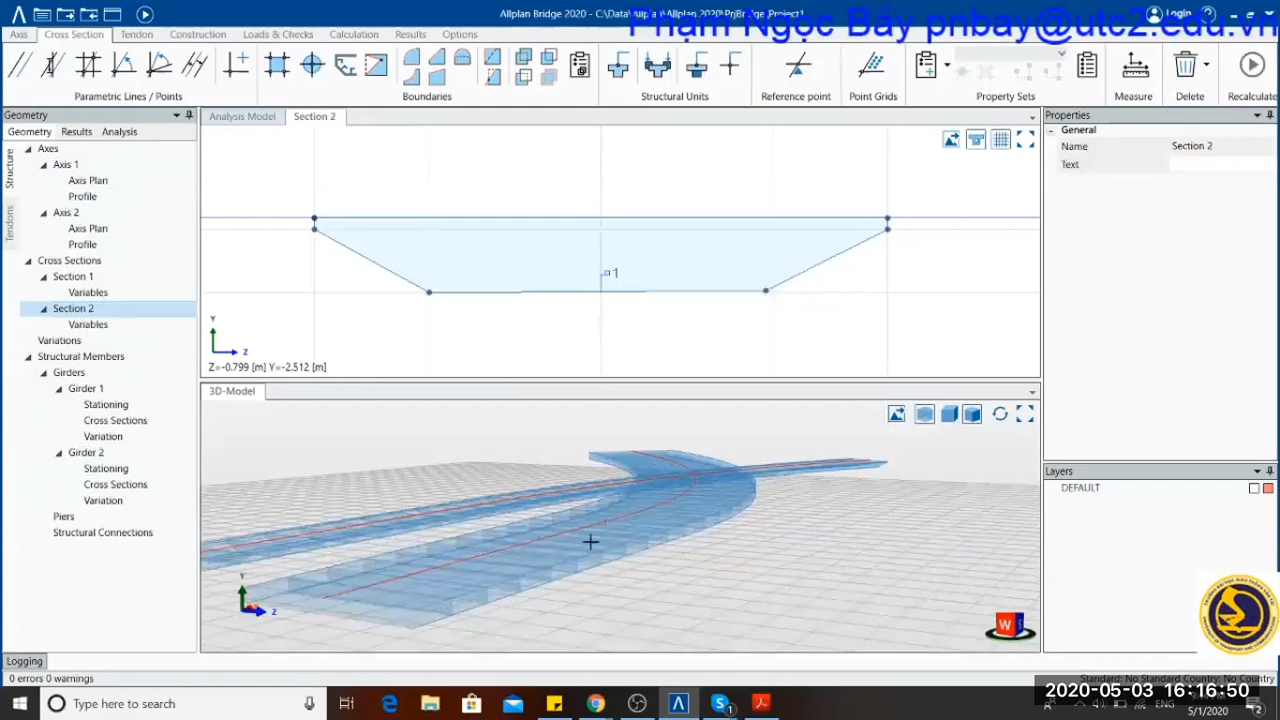 Allplan Bridge 2020 - C:\Data\Allplan\Allplan 2020\PrjBridge_Project1
Login
Phạm Ngọc Bảy pnbay@utc2.edu.vn
Axis Cross Section Tendon Construction Loads & Checks Calculation Results Options
Parametric Lines / Points Boundaries Structural Units Reference point Point Grids Property Sets Measure Delete Recalculate
Geometry
Geometry Results Analysis
Structure
Tendons
Axes
Axis 1
Axis Plan
Profile
Axis 2
Axis Plan
Profile
Cross Sections
Section 1
Variables
Section 2
Variables
Variations
Structural Members
Girders
Girder 1
Stationing
Cross Sections
Variation
Girder 2
Stationing
Cross Sections
Variation
Piers
Structural Connections
Analysis Model Section 2
1
Y
Z
Z=-0.799 [m] Y=-2.512 [m]
3D-Model
Y
Z
W
S
Properties
General
Name Section 2
Text
Layers
DEFAULT
Logging
0 errors 0 warnings
Standard: No Standard Country: No Country
Type here to search
1
2020-05-03 16:16:50
ENG
5/1/2020
2